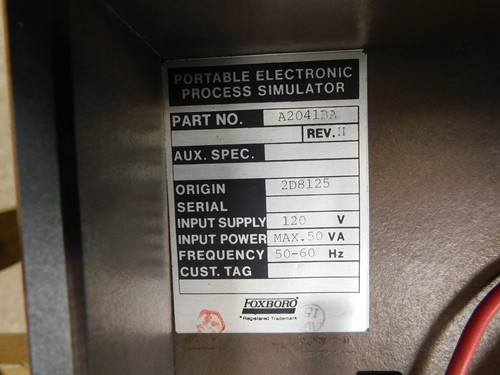 PORTABLE ELECTRONIC
PROCESS SIMULATOR
PART NO. A2041BA
REV. H
AUX. SPEC.
ORIGIN 2D8125
SERIAL
INPUT SUPPLY 120 V
INPUT POWER MAX. 50 VA
FREQUENCY 50-60 Hz
CUST. TAG
FOXBORO®
* Registered Trademark